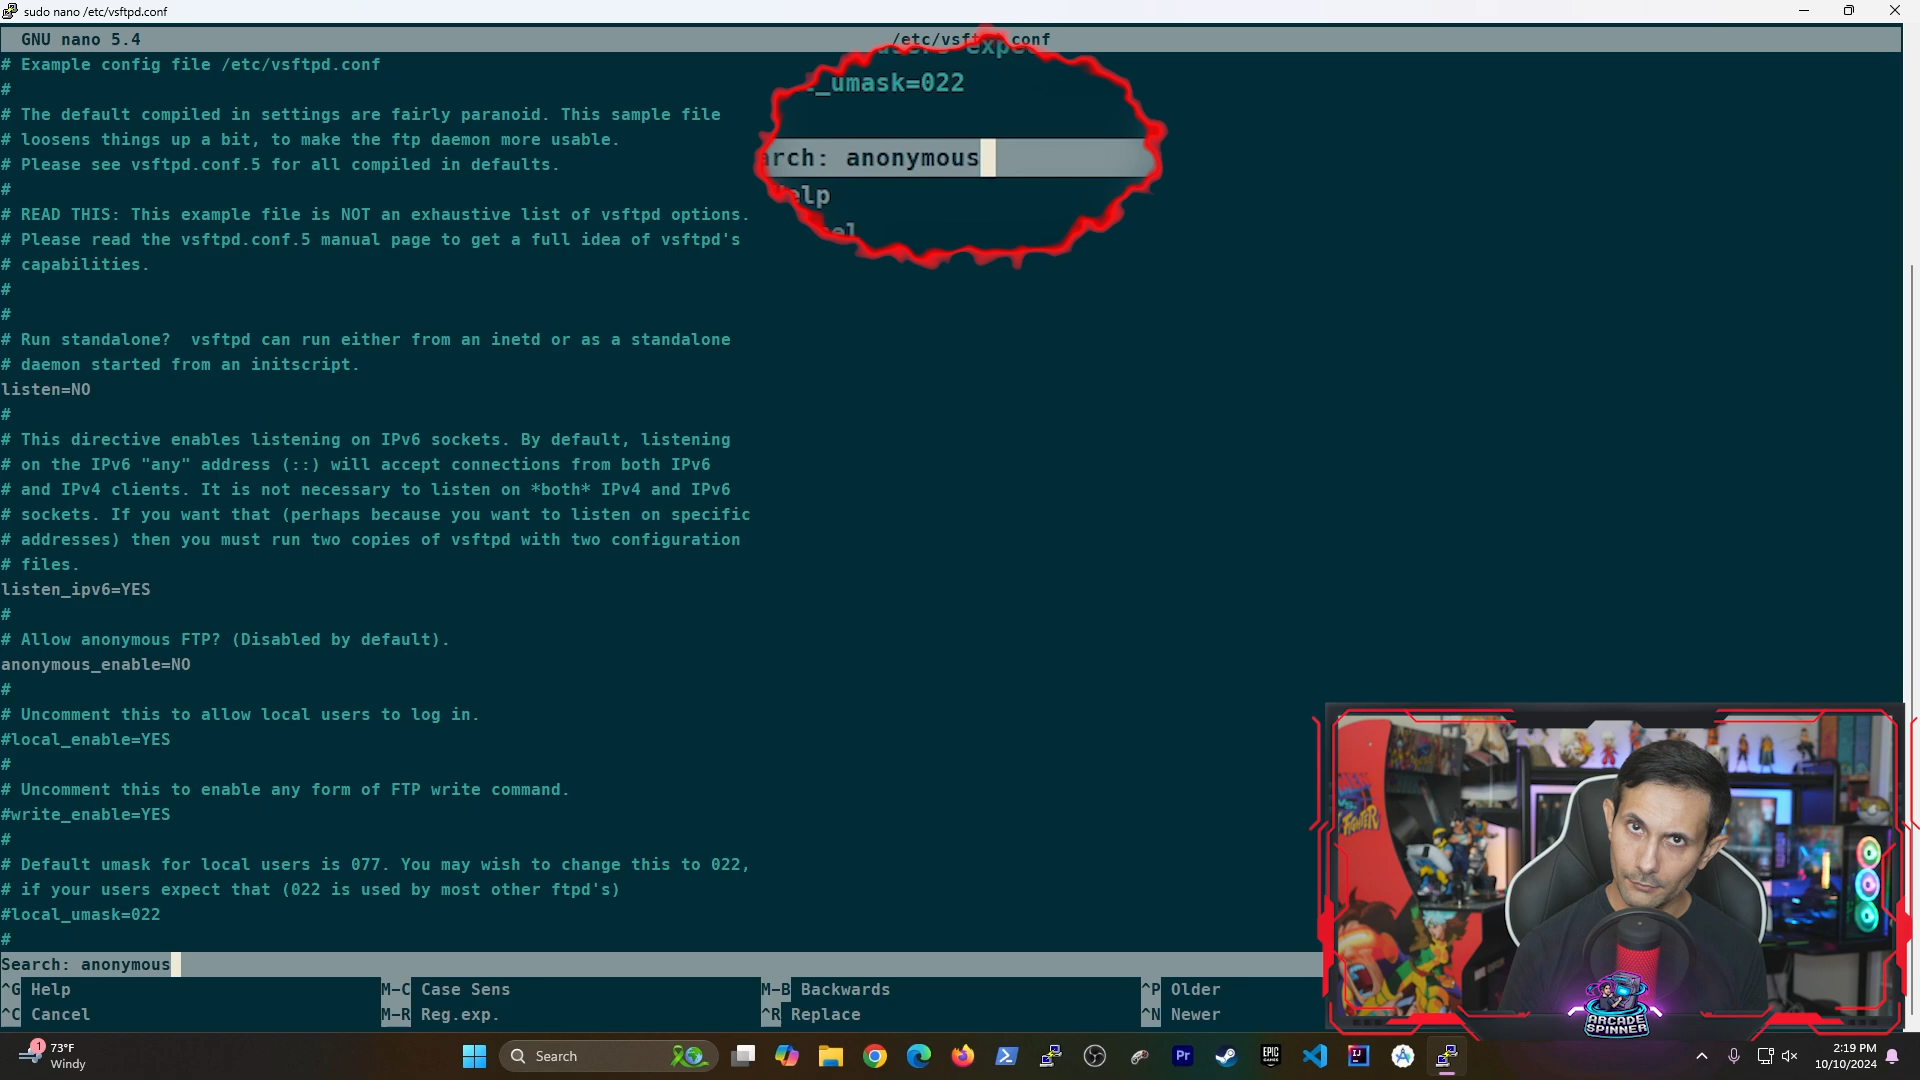 sudo nano /etc/vsftpd.conf
GNU nano 5.4
/etc/vsft conf
# Example config file /etc/vsftpd.conf
#
# The default compiled in settings are fairly paranoid. This sample file
# loosens things up a bit, to make the ftp daemon more usable.
# Please see vsftpd.conf.5 for all compiled in defaults.
#
# READ THIS: This example file is NOT an exhaustive list of vsftpd options.
# Please read the vsftpd.conf.5 manual page to get a full idea of vsftpd's
# capabilities.
#
#
# Run standalone?  vsftpd can run either from an inetd or as a standalone
# daemon started from an initscript.
listen=NO
#
# This directive enables listening on IPv6 sockets. By default, listening
# on the IPv6 "any" address (::) will accept connections from both IPv6
# and IPv4 clients. It is not necessary to listen on *both* IPv4 and IPv6
# sockets. If you want that (perhaps because you want to listen on specific
# addresses) then you must run two copies of vsftpd with two configuration
# files.
listen_ipv6=YES
#
# Allow anonymous FTP? (Disabled by default).
anonymous_enable=NO
#
# Uncomment this to allow local users to log in.
#local_enable=YES
#
# Uncomment this to enable any form of FTP write command.
#write_enable=YES
#
# Default umask for local users is 077. You may wish to change this to 022,
# if your users expect that (022 is used by most other ftpd's)
#local_umask=022
#
Search: anonymous
^G Help
M-C Case Sens
M-B Backwards
^P Older
^C Cancel
M-R Reg.exp.
^R Replace
^N Newer
_umask=022
arch: anonymous
elp
FIGHTER
ARCADE
SPINNER
1
73°F
Windy
Search
Pr
EPIC
GAMES
IJ
2:19 PM
10/10/2024